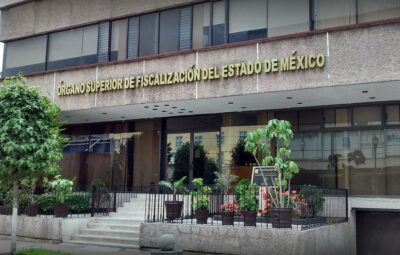 ÓRGANO SUPERIOR DE FISCALIZACIÓN DEL ESTADO DE MÉXICO